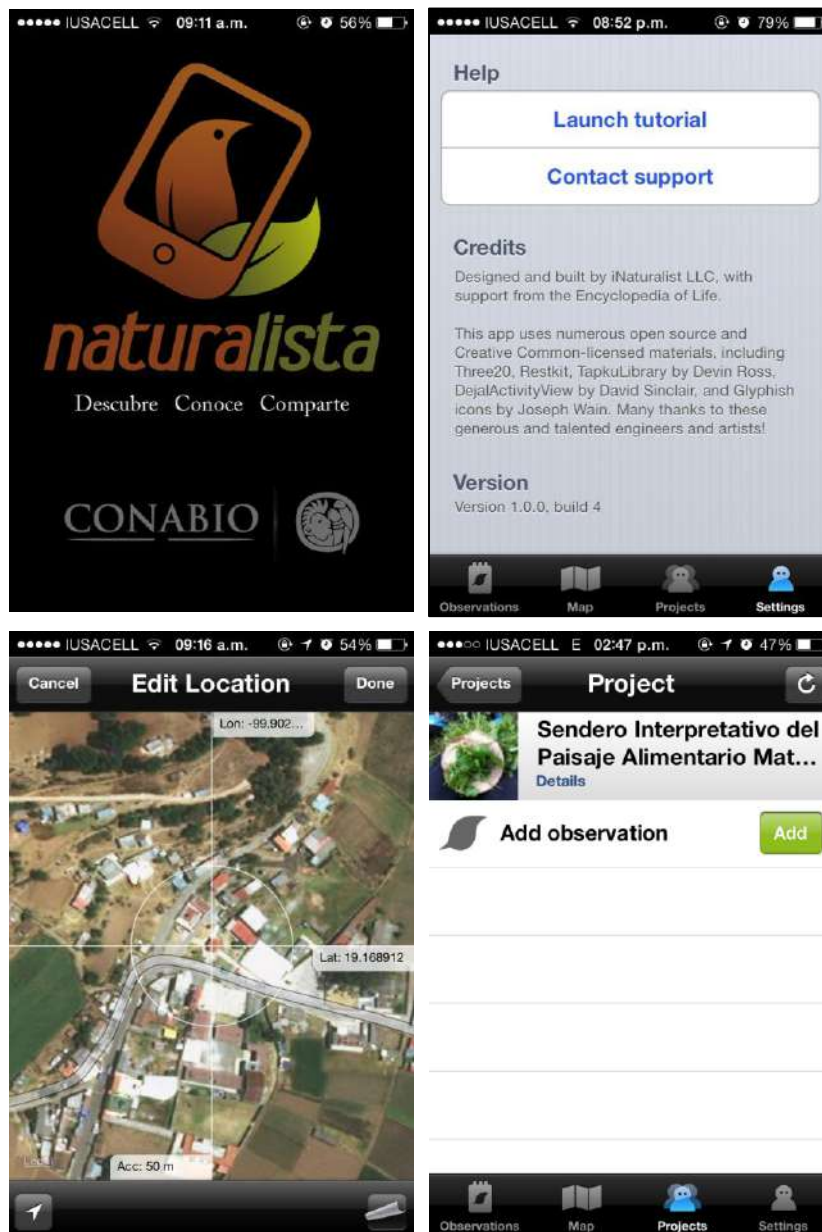 IUSACELL 09:11 a.m. 56%
naturalista
Descubre Conoce Comparte
CONABIO
IUSACELL 08:52 p.m. 79%
Help
Launch tutorial
Contact support
Credits
Designed and built by iNaturalist LLC, with
support from the Encyclopedia of Life.
This app uses numerous open source and
Creative Common-licensed materials, including
Three20, Restkit, TapkuLibrary by Devin Ross,
DejalActivityView by David Sinclair, and Glyphish
icons by Joseph Wain. Many thanks to these
generous and talented engineers and artists!
Version
Version 1.0.0, build 4
Observations Map Projects Settings
IUSACELL 09:16 a.m. 54%
Cancel Edit Location Done
Lon: -99.902...
Lat: 19.168912
Acc: 50 m
IUSACELL E 02:47 p.m. 47%
Projects Project
Sendero Interpretativo del
Paisaje Alimentario Mat...
Details
Add observation Add
Observations Map Projects Settings